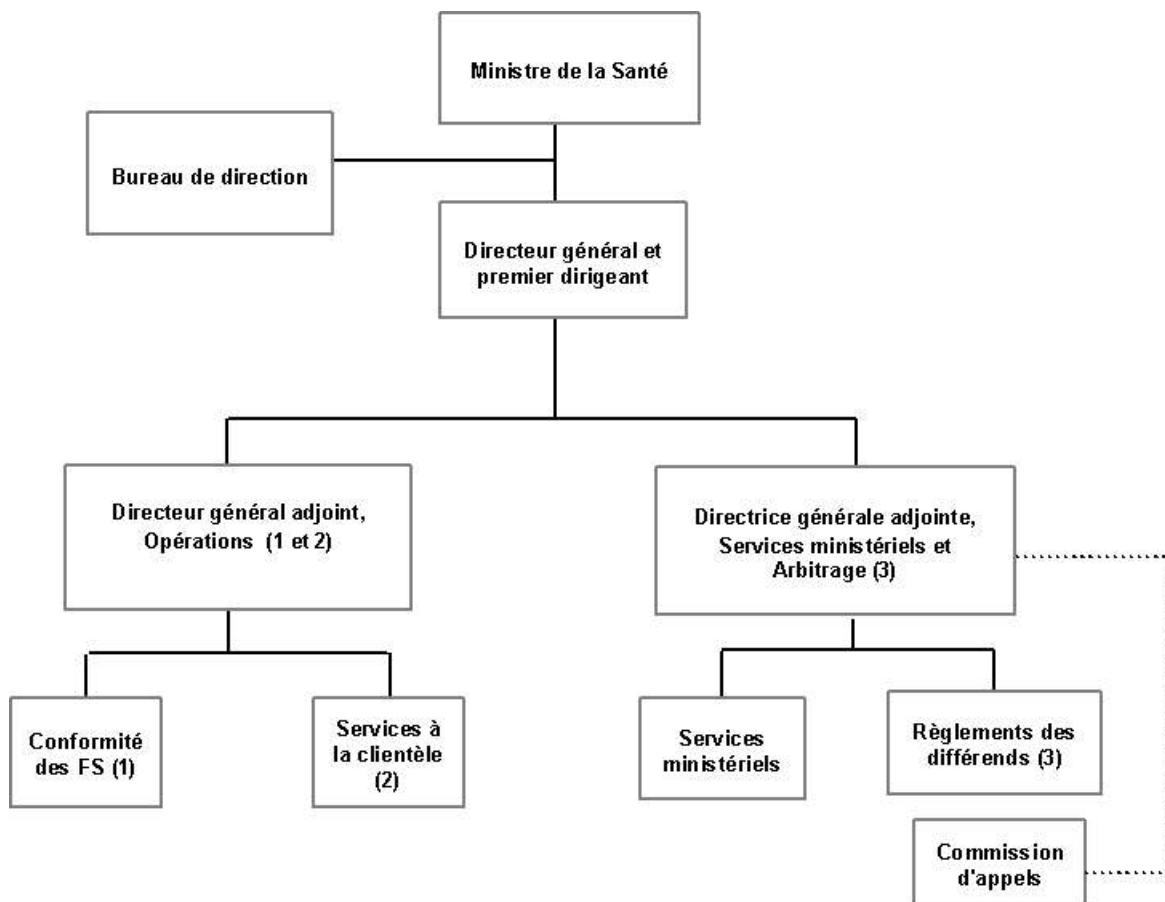 Ministre de la Santé
Bureau de direction
Directeur général et
premier dirigeant
Directeur général adjoint,
Opérations (1 et 2)
Directrice générale adjointe,
Services ministériels et
Arbitrage (3)
Conformité
des FS (1)
Services à
la clientèle
(2)
Services
ministériels
Règlements des
différends (3)
Commission
d'appels